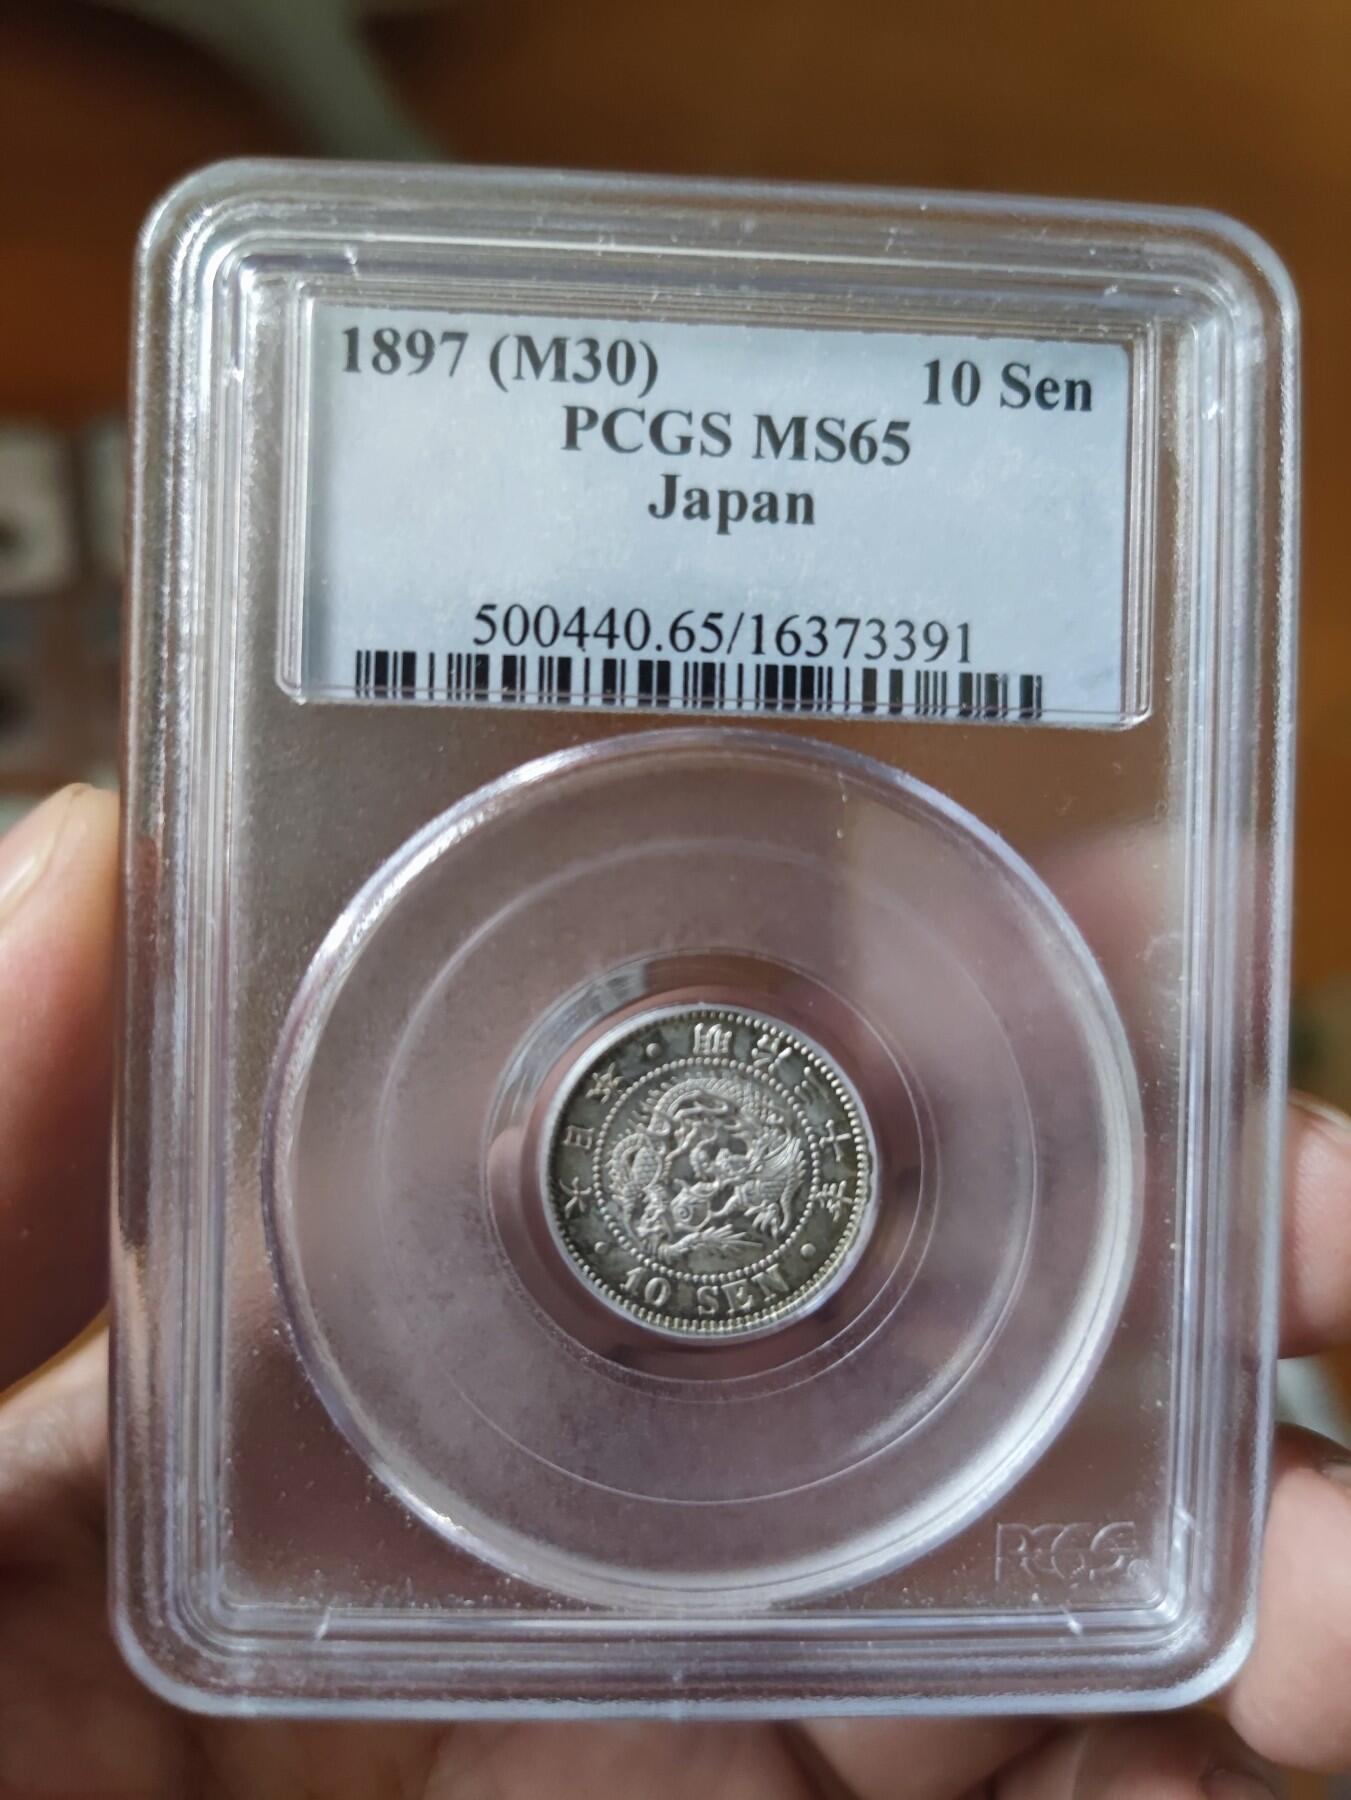 1897 (M30) 10 Sen
PCGS MS65
Japan
500440.65/16373391
大日本 · 明治三十年 ·
10 SEN
PCGS